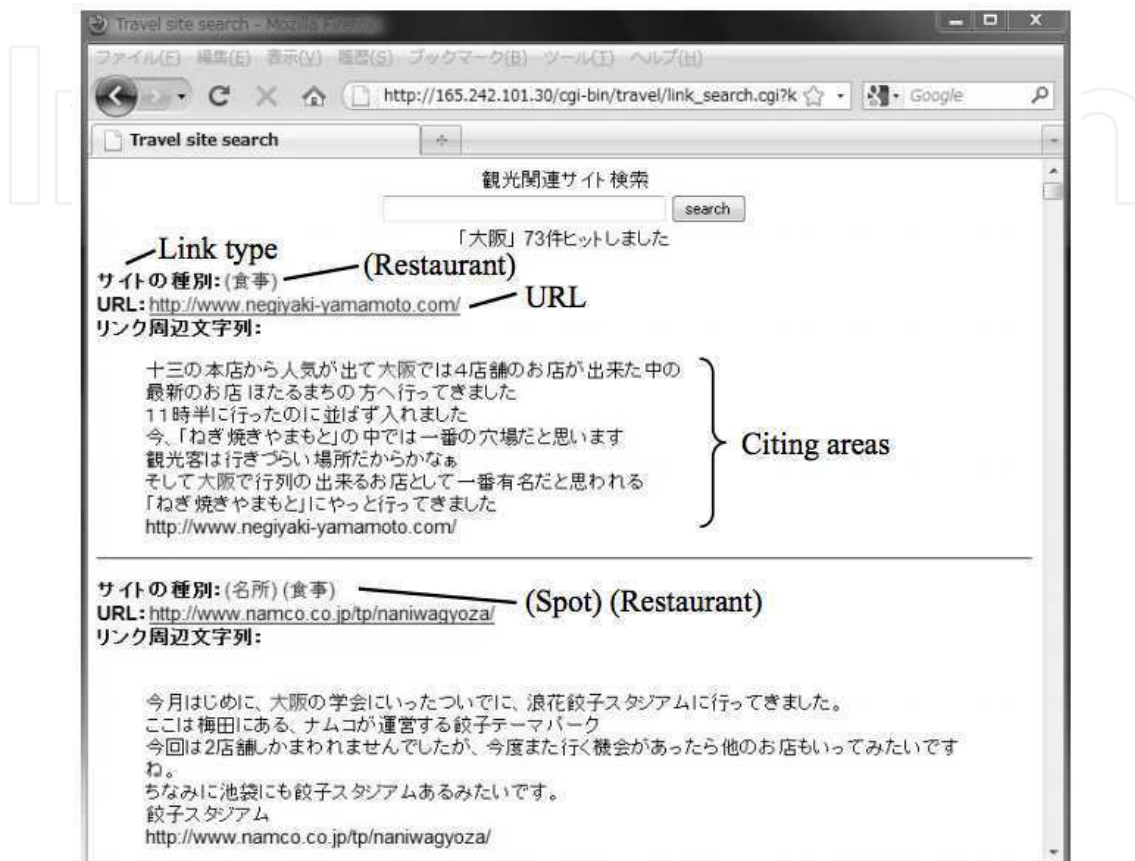 Travel site search - Mozilla Firefox
ファイル(F) 編集(E) 表示(V) 履歴(S) ブックマーク(B) ツール(T) ヘルプ(H)
http://165.242.101.30/cgi-bin/travel/link_search.cgi?k Google
Travel site search
観光関連サイト検索
search
「大阪」 73件ヒットしました
Link type
(Restaurant)
サイトの種別:(食事)
URL:http://www.negiyaki-yamamoto.com/
URL
リンク周辺文字列:
十三の本店から人気が出て大阪では4店舗のお店が出来た中の
最新のお店 ほたるまちの方へ行ってきました
11時半に行ったのに並ばず入れました
今、「ねぎ焼きやまもと」の中では一番の穴場だと思います
Citing areas
観光客は行きづらい場所だからかなぁ
そして大阪で行列の出来るお店として一番有名だと思われる
「ねぎ焼きやまもと」にやっと行ってきました
http://www.negiyaki-yamamoto.com/
サイトの種別:(名所) (食事)
(Spot) (Restaurant)
URL:http://www.namco.co.jp/tp/naniwagyoza/
リンク周辺文字列:
今月はじめに、大阪の学会にいったついでに、浪花餃子スタジアムに行ってきました。
ここは梅田にある、ナムコが運営する餃子テーマパーク
今回は2店舗しかまわれませんでしたが、今度また行く機会があったら他のお店もいってみたいです
ね。
ちなみに池袋にも餃子スタジアムあるみたいです。
餃子スタジアム
http://www.namco.co.jp/tp/naniwagyoza/